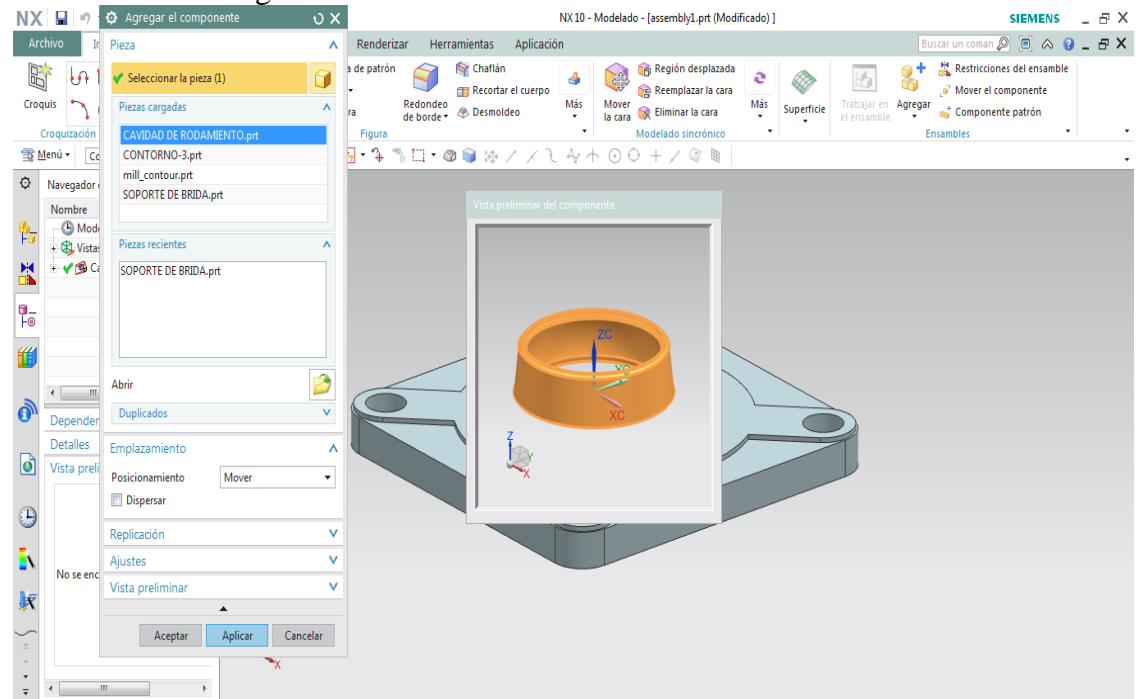 NX
Agregar el componente
NX 10 - Modelado - [assembly1.prt (Modificado) ]
SIEMENS
Archivo
Renderizar
Herramientas
Aplicación
Buscar un coman
Pieza
Seleccionar la pieza (1)
Piezas cargadas
CAVIDAD DE RODAMIENTO.prt
CONTORNO-3.prt
mill_contour.prt
SOPORTE DE BRIDA.prt
Piezas recientes
SOPORTE DE BRIDA.prt
Abrir
Duplicados
Emplazamiento
Posicionamiento
Mover
Dispersar
Replicación
Ajustes
Vista preliminar
Aceptar
Aplicar
Cancelar
Croquis
Croquización
Menú
Navegador
Nombre
Vistas
Detalles
Vista preli
No se enc
a de patrón
Redondeo de borde
Chaflán
Recortar el cuerpo
Desmoldeo
Más
Figura
Mover la cara
Región desplazada
Reemplazar la cara
Eliminar la cara
Más
Modelado sincrónico
Superficie
Trabajar en el ensamble
Agregar
Restricciones del ensamble
Mover el componente
Componente patrón
Ensambles
Vista preliminar del componente
ZC
YC
XC
Z
Y
X
X